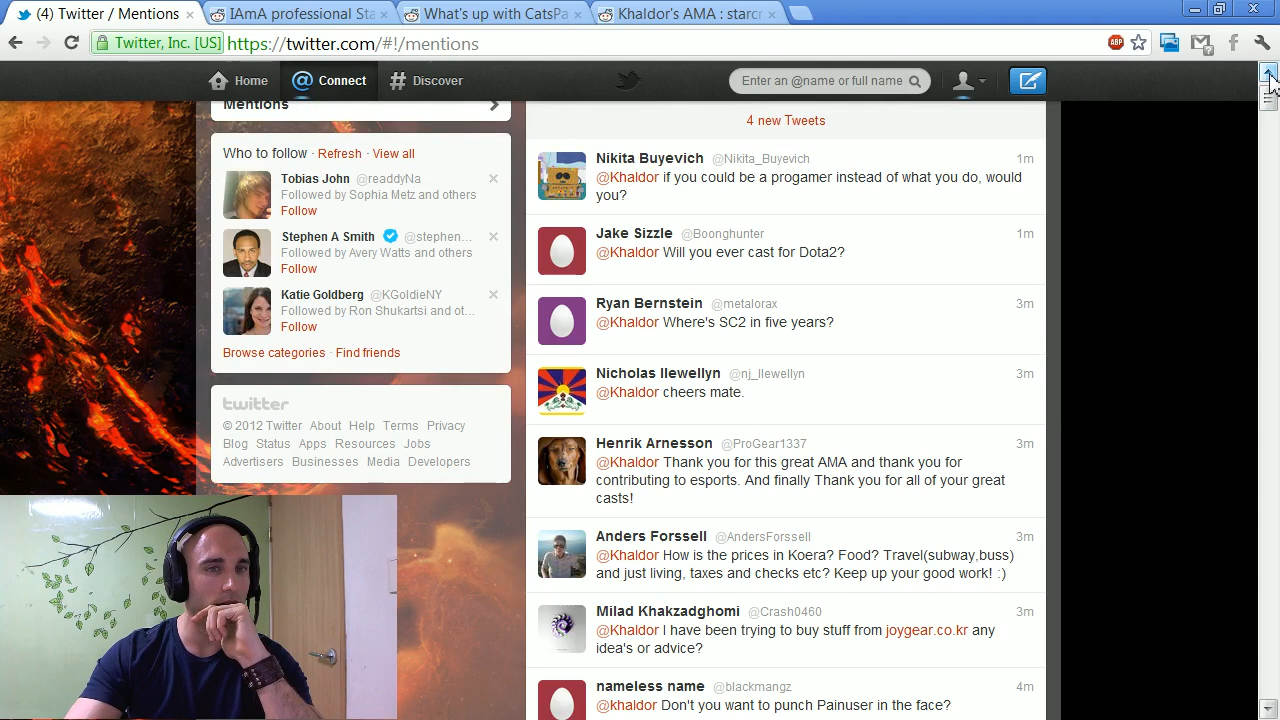 (4) Twitter / Mentions
IAmA professional Sta
What's up with CatsPa
Khaldor's AMA : starcr
Twitter, Inc. [US] https://twitter.com/#!/mentions
ABP
Home
@ Connect
# Discover
Enter an @name or full name
Mentions
Who to follow · Refresh · View all
Tobias John @readdyNa
Followed by Sophia Metz and others
Follow
Stephen A Smith @stephen...
Followed by Avery Watts and others
Follow
Katie Goldberg @KGoldieNY
Followed by Ron Shukartsi and ot...
Follow
Browse categories · Find friends
twitter
© 2012 Twitter About Help Terms Privacy
Blog Status Apps Resources Jobs
Advertisers Businesses Media Developers
4 new Tweets
Nikita Buyevich @Nikita_Buyevich 1m
@Khaldor if you could be a progamer instead of what you do, would
you?
Jake Sizzle @Boonghunter 1m
@Khaldor Will you ever cast for Dota2?
Ryan Bernstein @metalorax 3m
@Khaldor Where's SC2 in five years?
Nicholas llewellyn @nj_llewellyn 3m
@Khaldor cheers mate.
Henrik Arnesson @ProGear1337 3m
@Khaldor Thank you for this great AMA and thank you for
contributing to esports. And finally Thank you for all of your great
casts!
Anders Forssell @AndersForssell 3m
@Khaldor How is the prices in Koera? Food? Travel(subway,buss)
and just living, taxes and checks etc? Keep up your good work! :)
Milad Khakzadghomi @Crash0460 3m
@Khaldor I have been trying to buy stuff from joygear.co.kr any
idea's or advice?
nameless name @blackmangz 4m
@khaldor Don't you want to punch Painuser in the face?